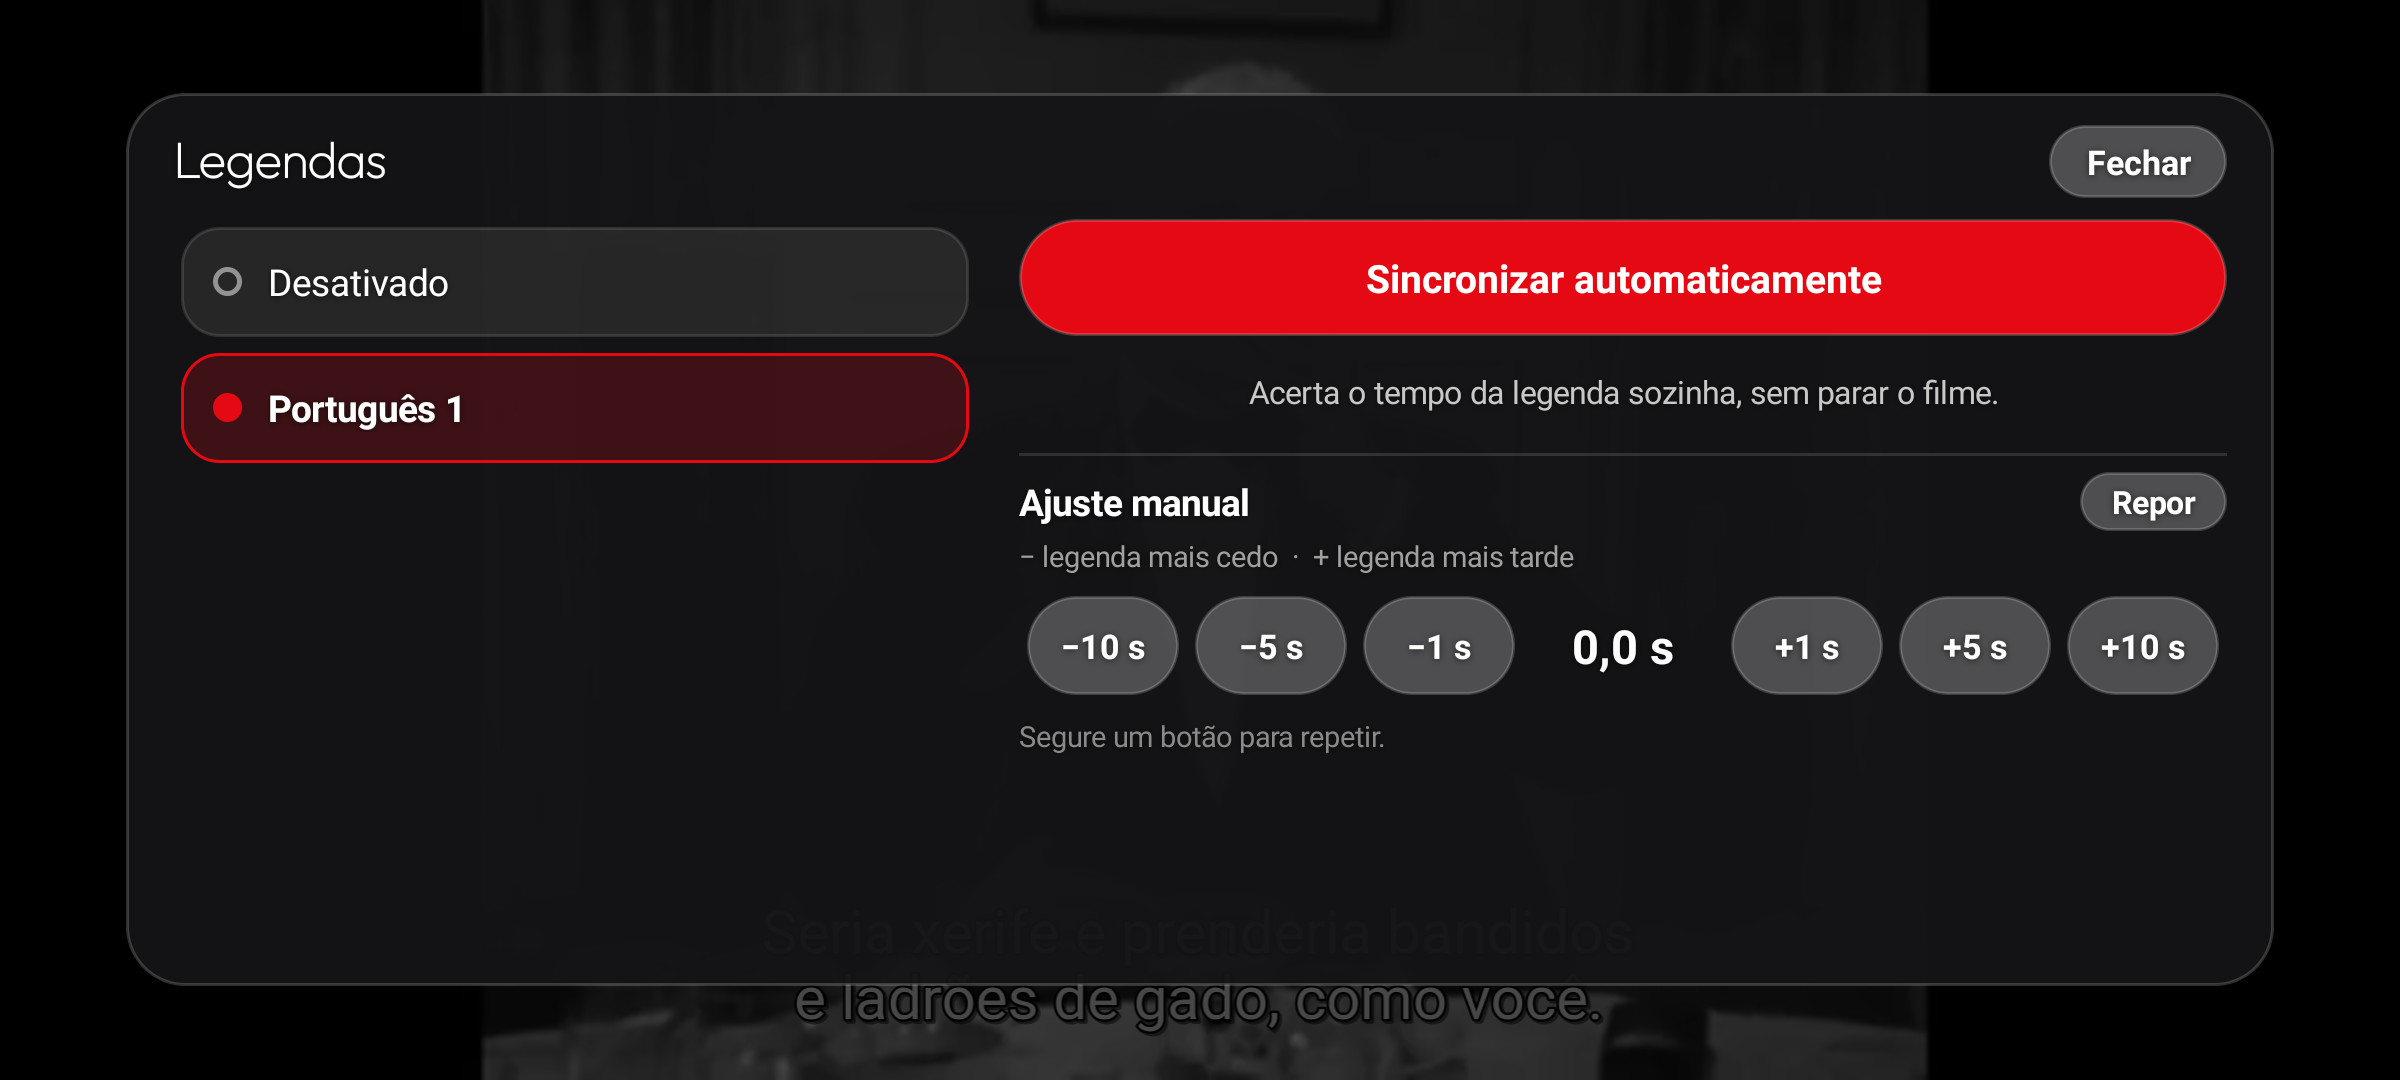 Legendas
Fechar
Desativado
Português 1
Sincronizar automaticamente
Acerta o tempo da legenda sozinha, sem parar o filme.
Ajuste manual
Repor
− legenda mais cedo · + legenda mais tarde
−10 s
−5 s
−1 s
0,0 s
+1 s
+5 s
+10 s
Segure um botão para repetir.
Seria xerife e prenderia bandidos
e ladrões de gado, como você.